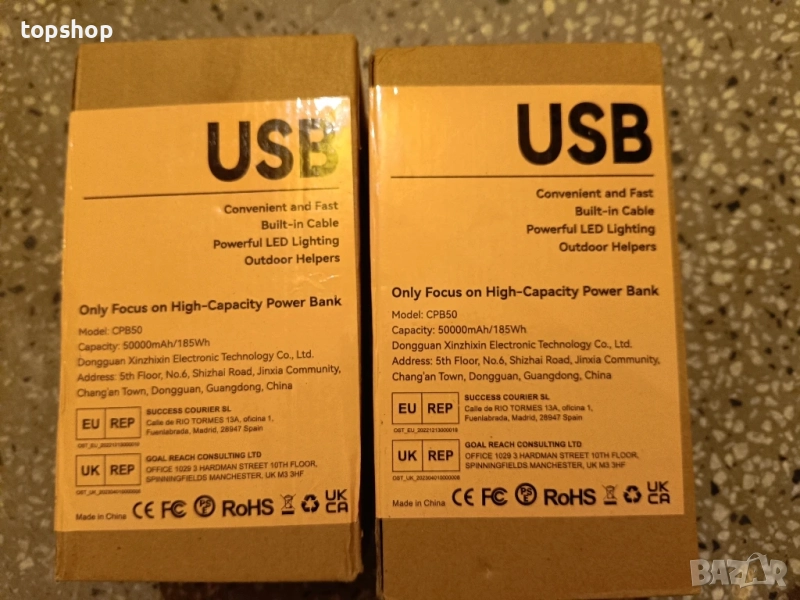 topshop
USB
Convenient and Fast
Built-in Cable
Powerful LED Lighting
Outdoor Helpers
Only Focus on High-Capacity Power Bank
Model: CPB50
Capacity: 50000mAh/185Wh
Dongguan Xinzhixin Electronic Technology Co., Ltd.
Address: 5th Floor, No.6, Shizhai Road, Jinxia Community,
Chang'an Town, Dongguan, Guangdong, China
EU REP
SUCCESS COURIER SL
Calle de RIO TORMES 13A, oficina 1,
Fuenlabrada, Madrid, 28947 Spain
UK REP
GOAL REACH CONSULTING LTD
OFFICE 1029 3 HARDMAN STREET 10TH FLOOR,
SPINNINGFIELDS MANCHESTER, UK M3 3HF
Made in China CE FC PSE RoHS UK CA
USB
Convenient and Fast
Built-in Cable
Powerful LED Lighting
Outdoor Helpers
Only Focus on High-Capacity Power Bank
Model: CPB50
Capacity: 50000mAh/185Wh
Dongguan Xinzhixin Electronic Technology Co., Ltd.
Address: 5th Floor, No.6, Shizhai Road, Jinxia Community,
Chang'an Town, Dongguan, Guangdong, China
EU REP
SUCCESS COURIER SL
Calle de RIO TORMES 13A, oficina 1,
Fuenlabrada, Madrid, 28947 Spain
UK REP
GOAL REACH CONSULTING LTD
OFFICE 1029 3 HARDMAN STREET 10TH FLOOR,
SPINNINGFIELDS MANCHESTER, UK M3 3HF
Made in China CE FC PSE RoHS UK CA
BAZAR